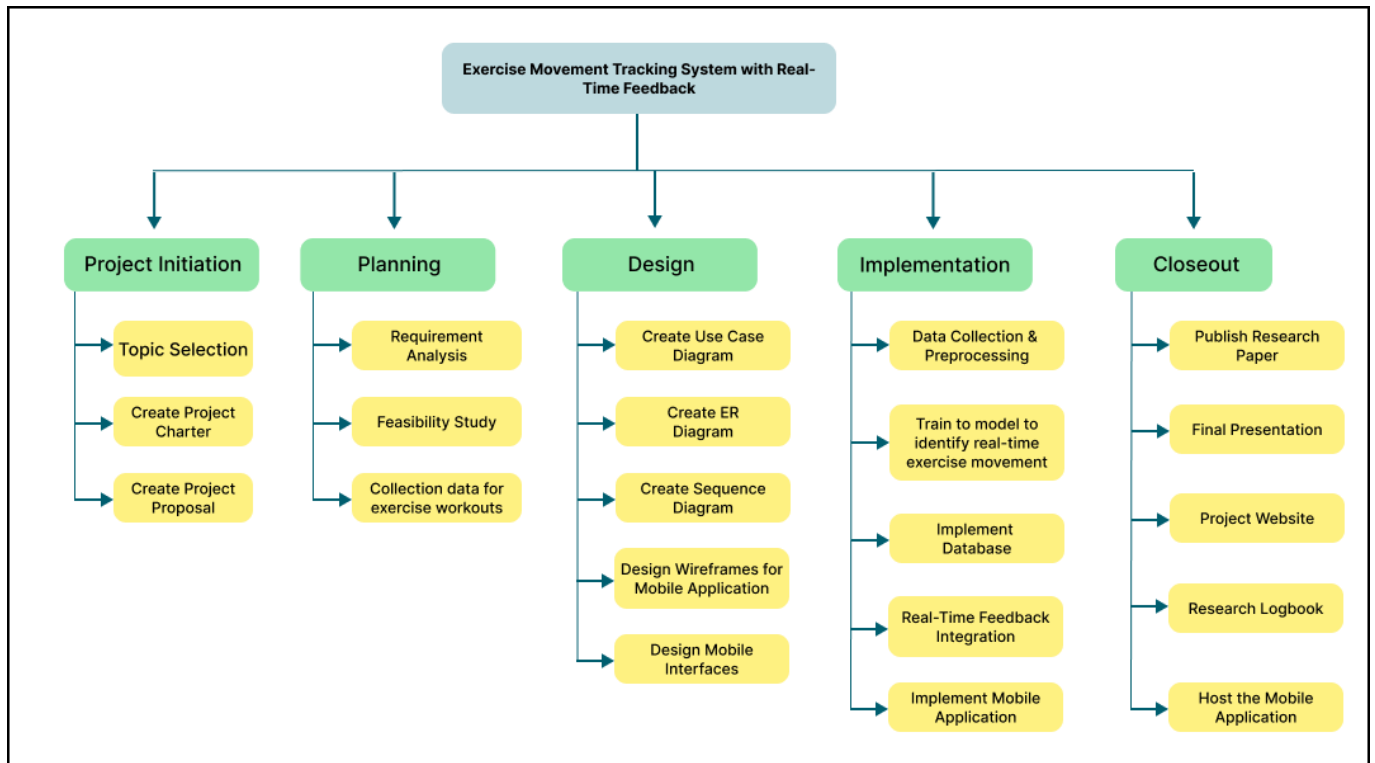 Exercise Movement Tracking System with Real-
Time Feedback
Project Initiation
Topic Selection
Create Project
Charter
Create Project
Proposal
Planning
Requirement
Analysis
Feasibility Study
Collection data for
exercise workouts
Design
Create Use Case
Diagram
Create ER
Diagram
Create Sequence
Diagram
Design Wireframes for
Mobile Application
Design Mobile
Interfaces
Implementation
Data Collection &
Preprocessing
Train to model to
identify real-time
exercise movement
Implement
Database
Real-Time Feedback
Integration
Implement Mobile
Application
Closeout
Publish Research
Paper
Final Presentation
Project Website
Research Logbook
Host the Mobile
Application